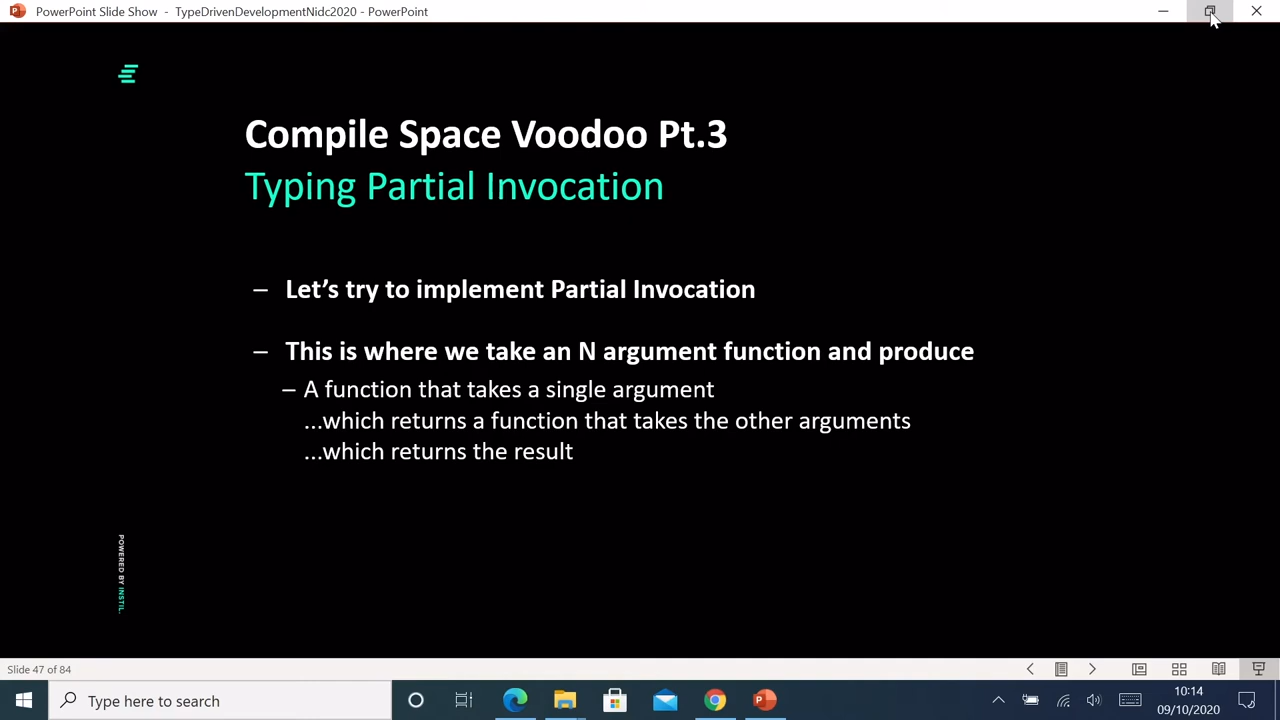 PowerPoint Slide Show - TypeDrivenDevelopmentNidc2020 - PowerPoint
Compile Space Voodoo Pt.3
Typing Partial Invocation
– Let’s try to implement Partial Invocation
– This is where we take an N argument function and produce
– A function that takes a single argument
...which returns a function that takes the other arguments
...which returns the result
POWERED BY INSTIL.
Slide 47 of 84
Type here to search
10:14
09/10/2020